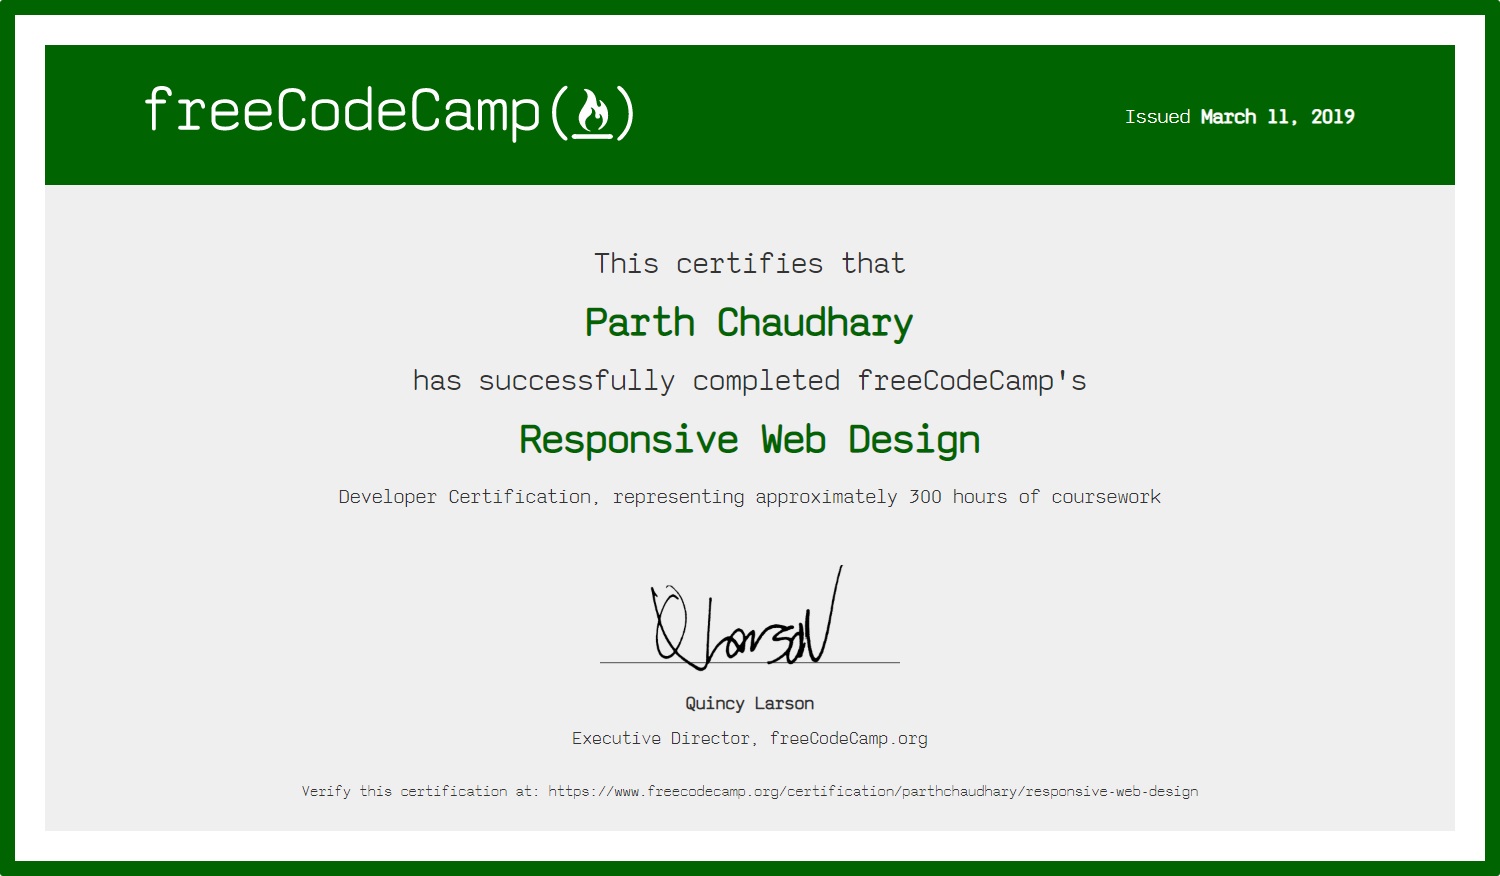 freeCodeCamp(🔥)
Issued March 11, 2019
This certifies that
Parth Chaudhary
has successfully completed freeCodeCamp's
Responsive Web Design
Developer Certification, representing approximately 300 hours of coursework
QLarson
Quincy Larson
Executive Director, freeCodeCamp.org
Verify this certification at: https://www.freecodecamp.org/certification/parthchaudhary/responsive-web-design